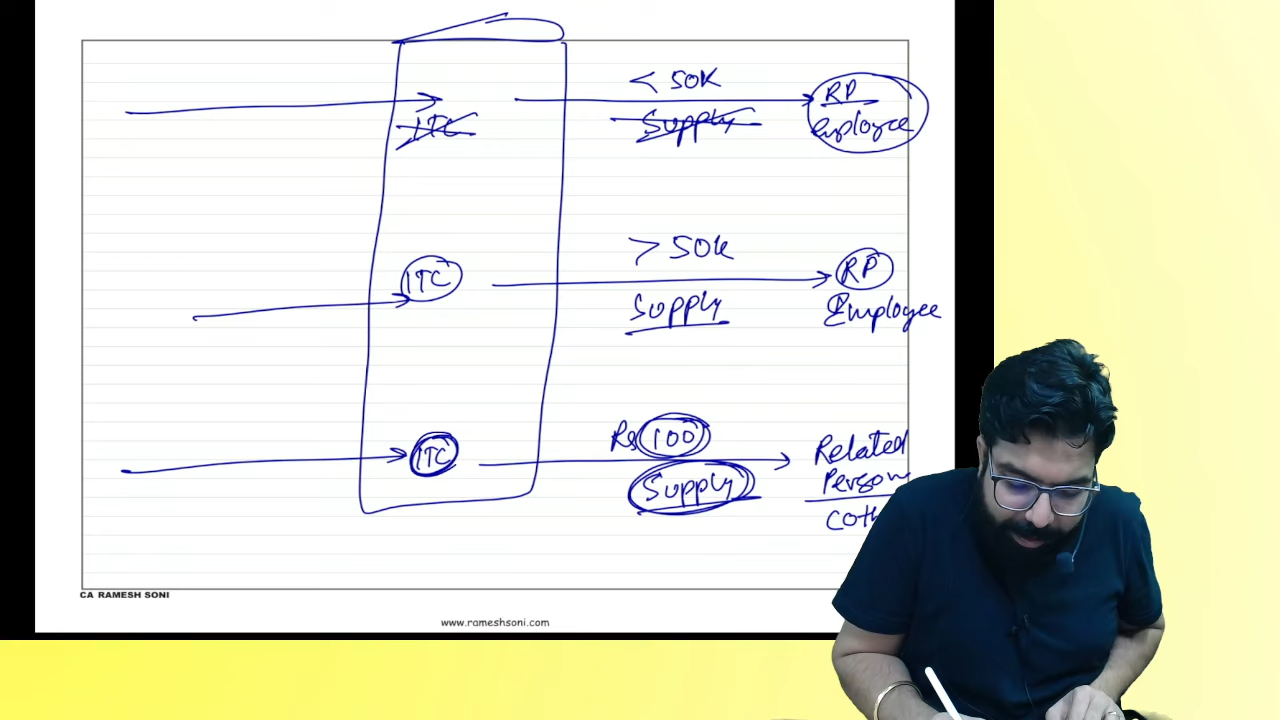 < 50K
RP
ITC
Supply
Employee
> 50K
RP
ITC
Supply
Employee
Rs 100
Related
Person
ITC
Supply
CA RAMESH SONI
www.rameshsoni.com